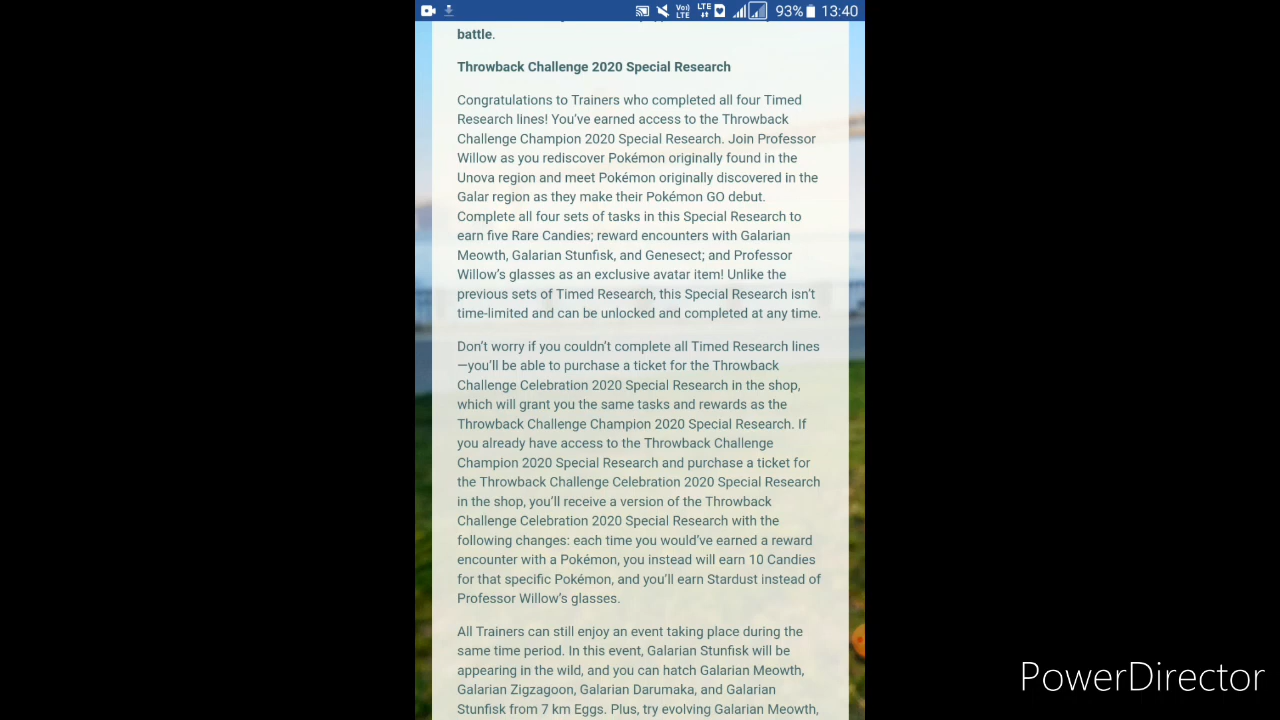 Vo)) LTE LTE 93% 13:40
battle.
Throwback Challenge 2020 Special Research
Congratulations to Trainers who completed all four Timed
Research lines! You've earned access to the Throwback
Challenge Champion 2020 Special Research. Join Professor
Willow as you rediscover Pokémon originally found in the
Unova region and meet Pokémon originally discovered in the
Galar region as they make their Pokémon GO debut.
Complete all four sets of tasks in this Special Research to
earn five Rare Candies; reward encounters with Galarian
Meowth, Galarian Stunfisk, and Genesect; and Professor
Willow's glasses as an exclusive avatar item! Unlike the
previous sets of Timed Research, this Special Research isn't
time-limited and can be unlocked and completed at any time.
Don't worry if you couldn't complete all Timed Research lines
—you'll be able to purchase a ticket for the Throwback
Challenge Celebration 2020 Special Research in the shop,
which will grant you the same tasks and rewards as the
Throwback Challenge Champion 2020 Special Research. If
you already have access to the Throwback Challenge
Champion 2020 Special Research and purchase a ticket for
the Throwback Challenge Celebration 2020 Special Research
in the shop, you'll receive a version of the Throwback
Challenge Celebration 2020 Special Research with the
following changes: each time you would've earned a reward
encounter with a Pokémon, you instead will earn 10 Candies
for that specific Pokémon, and you'll earn Stardust instead of
Professor Willow's glasses.
All Trainers can still enjoy an event taking place during the
same time period. In this event, Galarian Stunfisk will be
appearing in the wild, and you can hatch Galarian Meowth,
Galarian Zigzagoon, Galarian Darumaka, and Galarian
Stunfisk from 7 km Eggs. Plus, try evolving Galarian Meowth,
PowerDirector